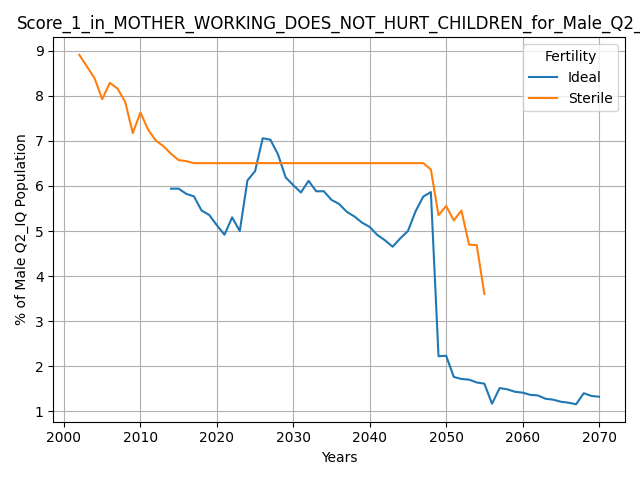 Score_1_in_MOTHER_WORKING_DOES_NOT_HURT_CHILDREN_for_Male_Q2_
Fertility
Ideal
Sterile
% of Male Q2_IQ Population
9
8
7
6
5
4
3
2
1
2000 2010 2020 2030 2040 2050 2060 2070
Years